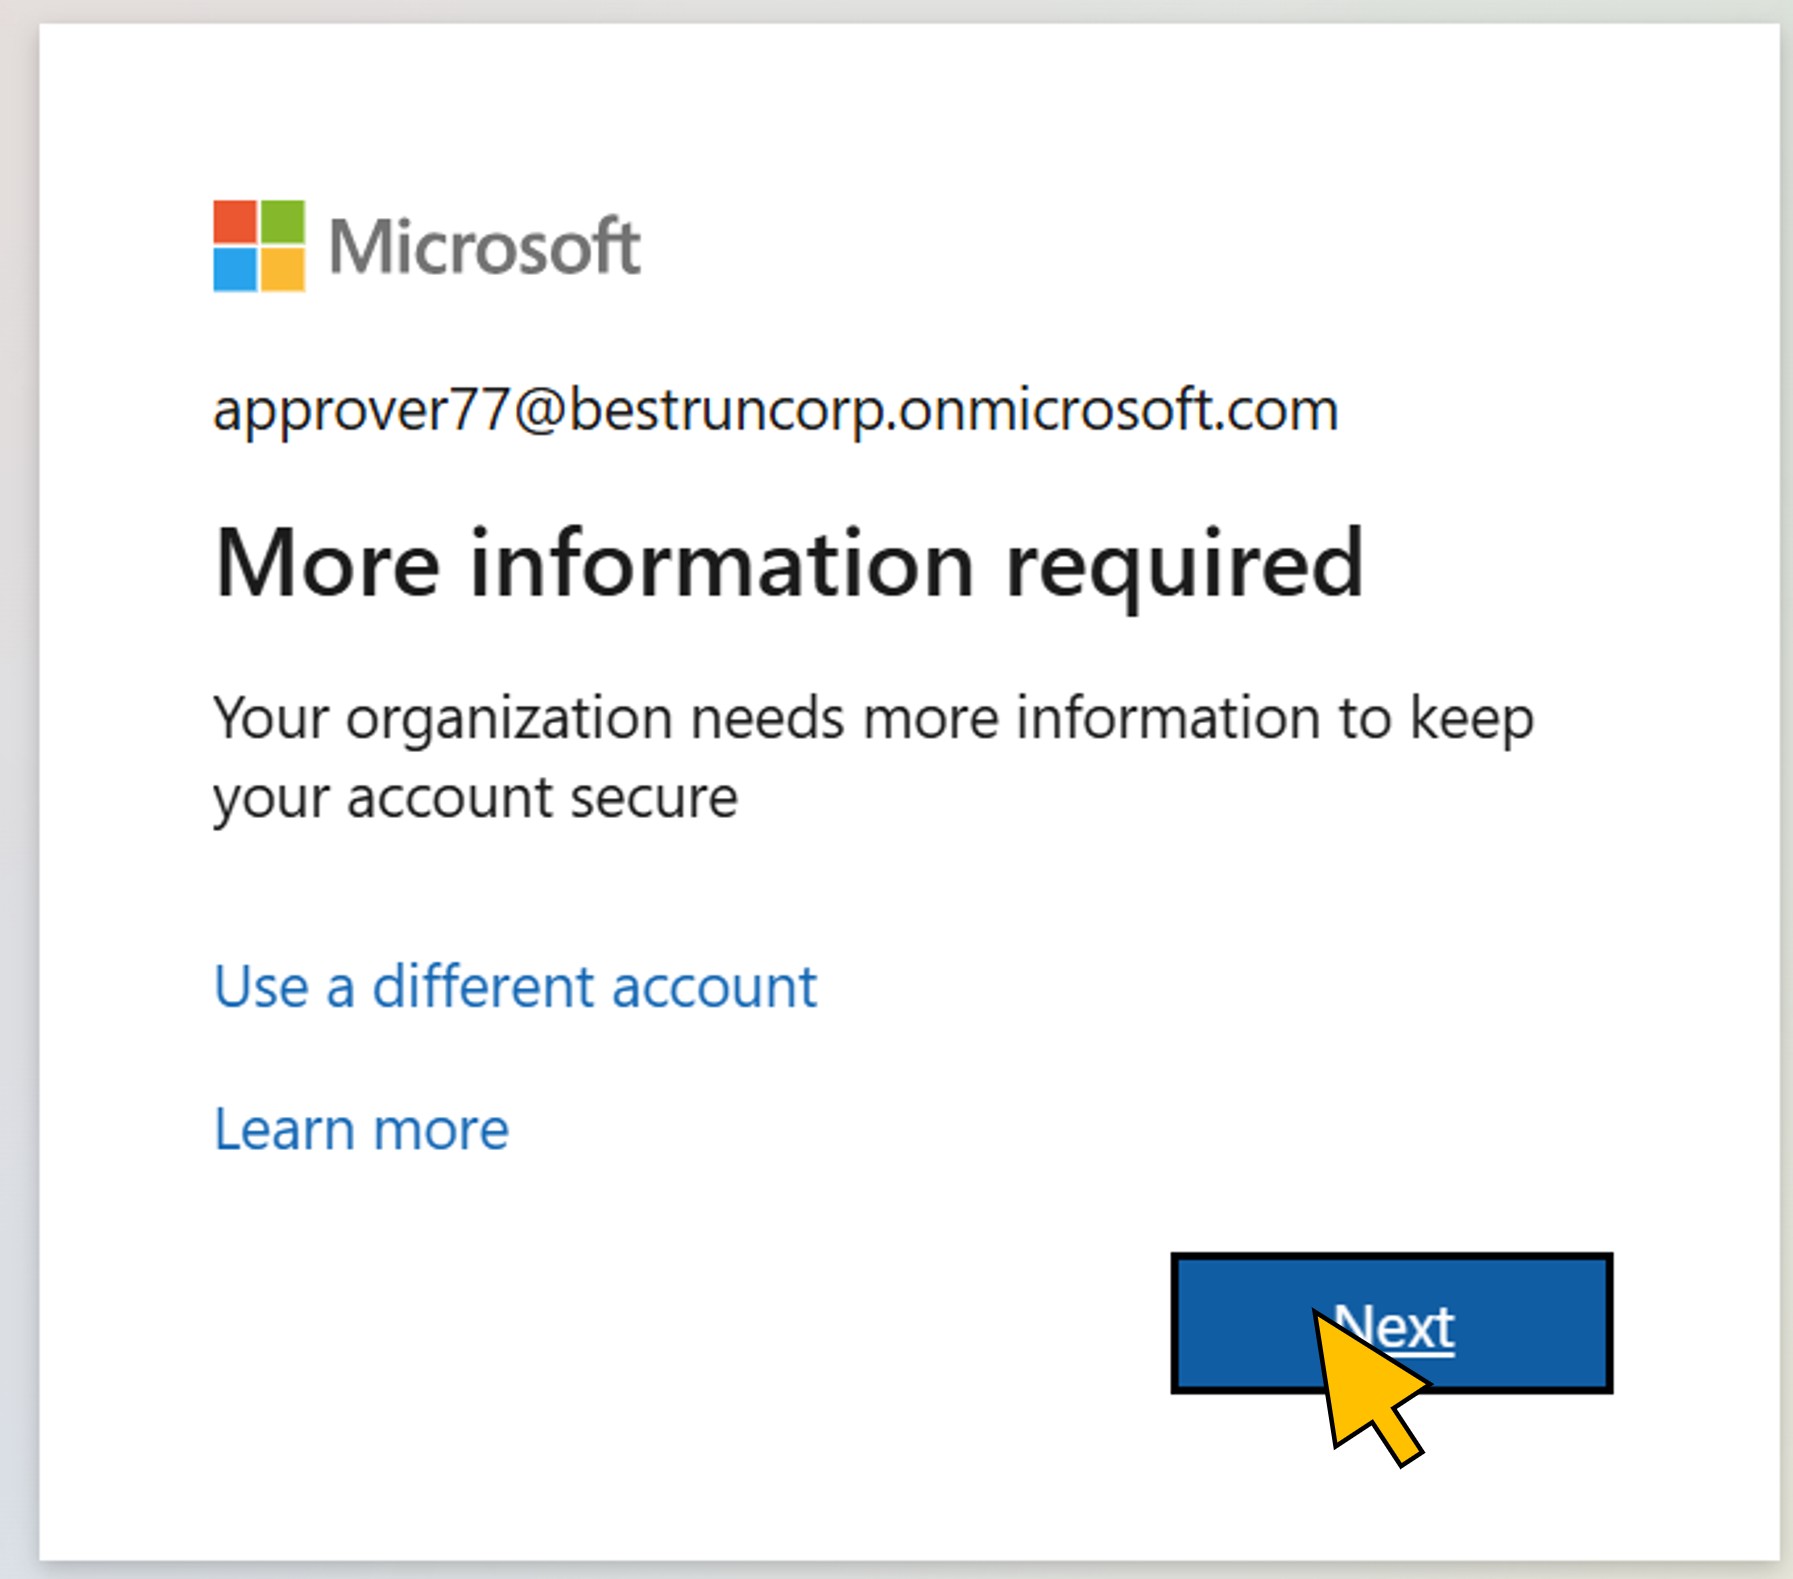 Microsoft
approver77@bestruncorp.onmicrosoft.com
More information required
Your organization needs more information to keep
your account secure
Use a different account
Learn more
Next